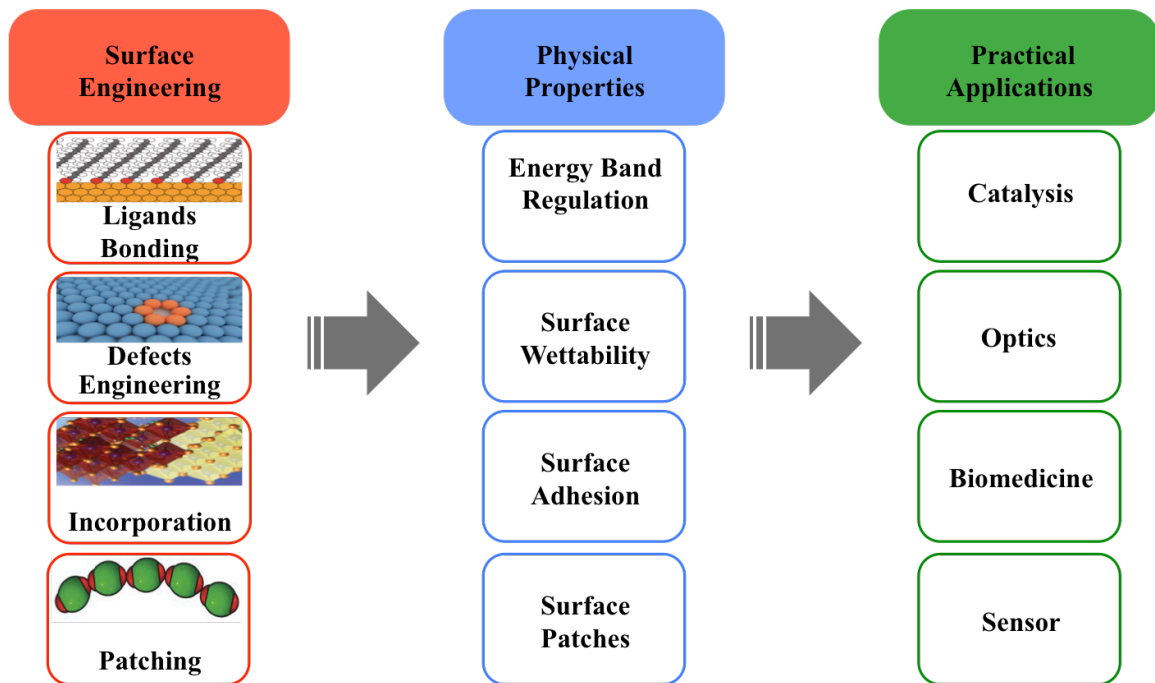 Surface
Engineering
Ligands
Bonding
Defects
Engineering
Incorporation
Patching
Physical
Properties
Energy Band
Regulation
Surface
Wettability
Surface
Adhesion
Surface
Patches
Practical
Applications
Catalysis
Optics
Biomedicine
Sensor